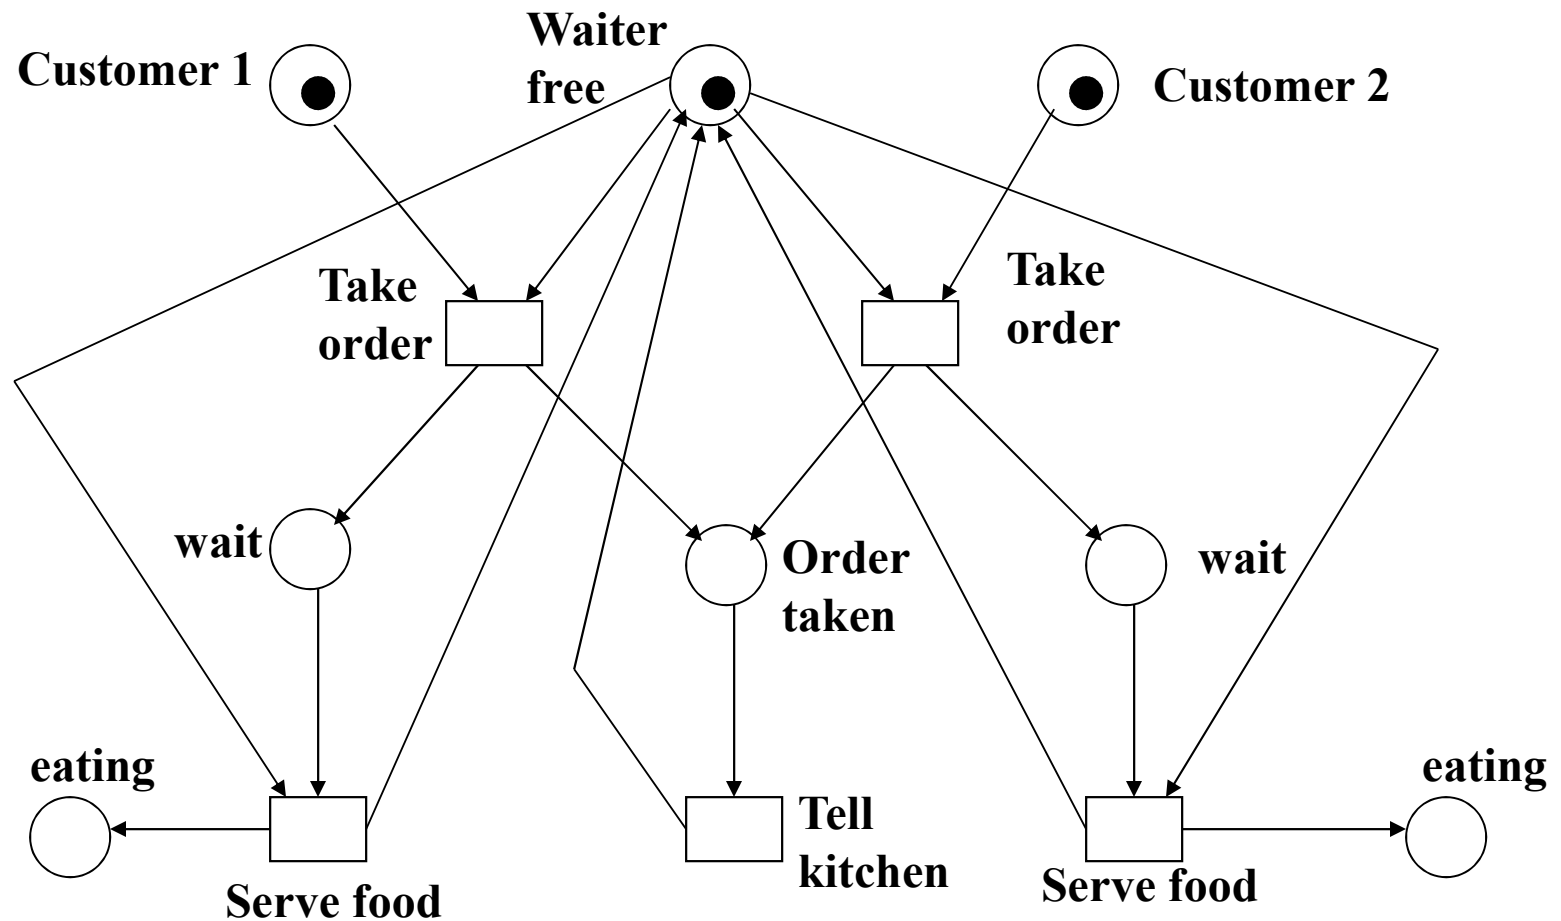 Customer 1
Waiter
free
Customer 2
Take
order
Take
order
wait
Order
taken
wait
eating
Serve food
Tell
kitchen
Serve food
eating